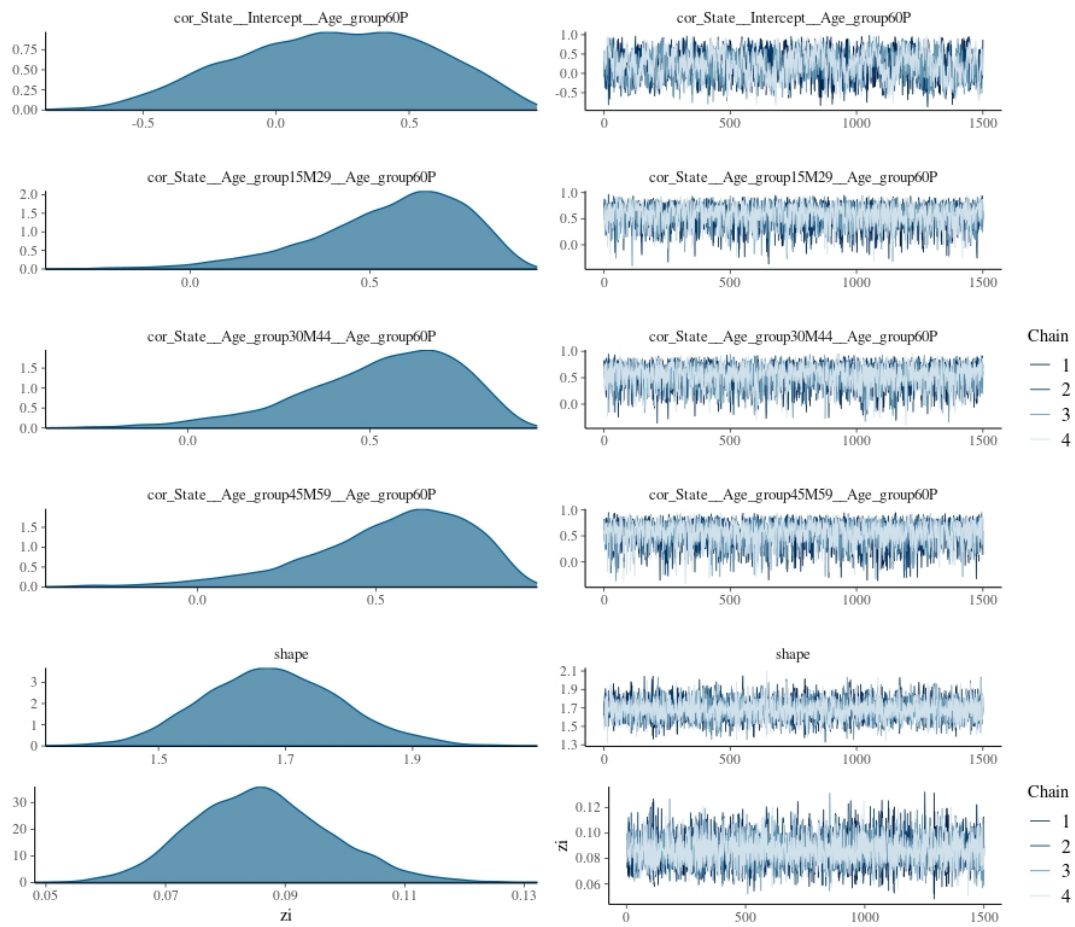 cor_State__Intercept__Age_group60P
0.75
0.50
0.25
0.00
-0.5 0.0 0.5
cor_State__Intercept__Age_group60P
1.0
0.5
0.0
-0.5
0 500 1000 1500
cor_State__Age_group15M29__Age_group60P
2.0
1.5
1.0
0.5
0.0
0.0 0.5
cor_State__Age_group15M29__Age_group60P
1.0
0.5
0.0
0 500 1000 1500
cor_State__Age_group30M44__Age_group60P
1.5
1.0
0.5
0.0
0.0 0.5
cor_State__Age_group30M44__Age_group60P
1.0
0.5
0.0
0 500 1000 1500
Chain
1
2
3
4
cor_State__Age_group45M59__Age_group60P
1.5
1.0
0.5
0.0
0.0 0.5
cor_State__Age_group45M59__Age_group60P
1.0
0.5
0.0
0 500 1000 1500
shape
3
2
1
0
1.5 1.7 1.9
shape
2.1
1.9
1.7
1.5
1.3
0 500 1000 1500
30
20
10
0
0.05 0.07 0.09 0.11 0.13
zi
zi
0.12
0.10
0.08
0.06
0 500 1000 1500
Chain
1
2
3
4